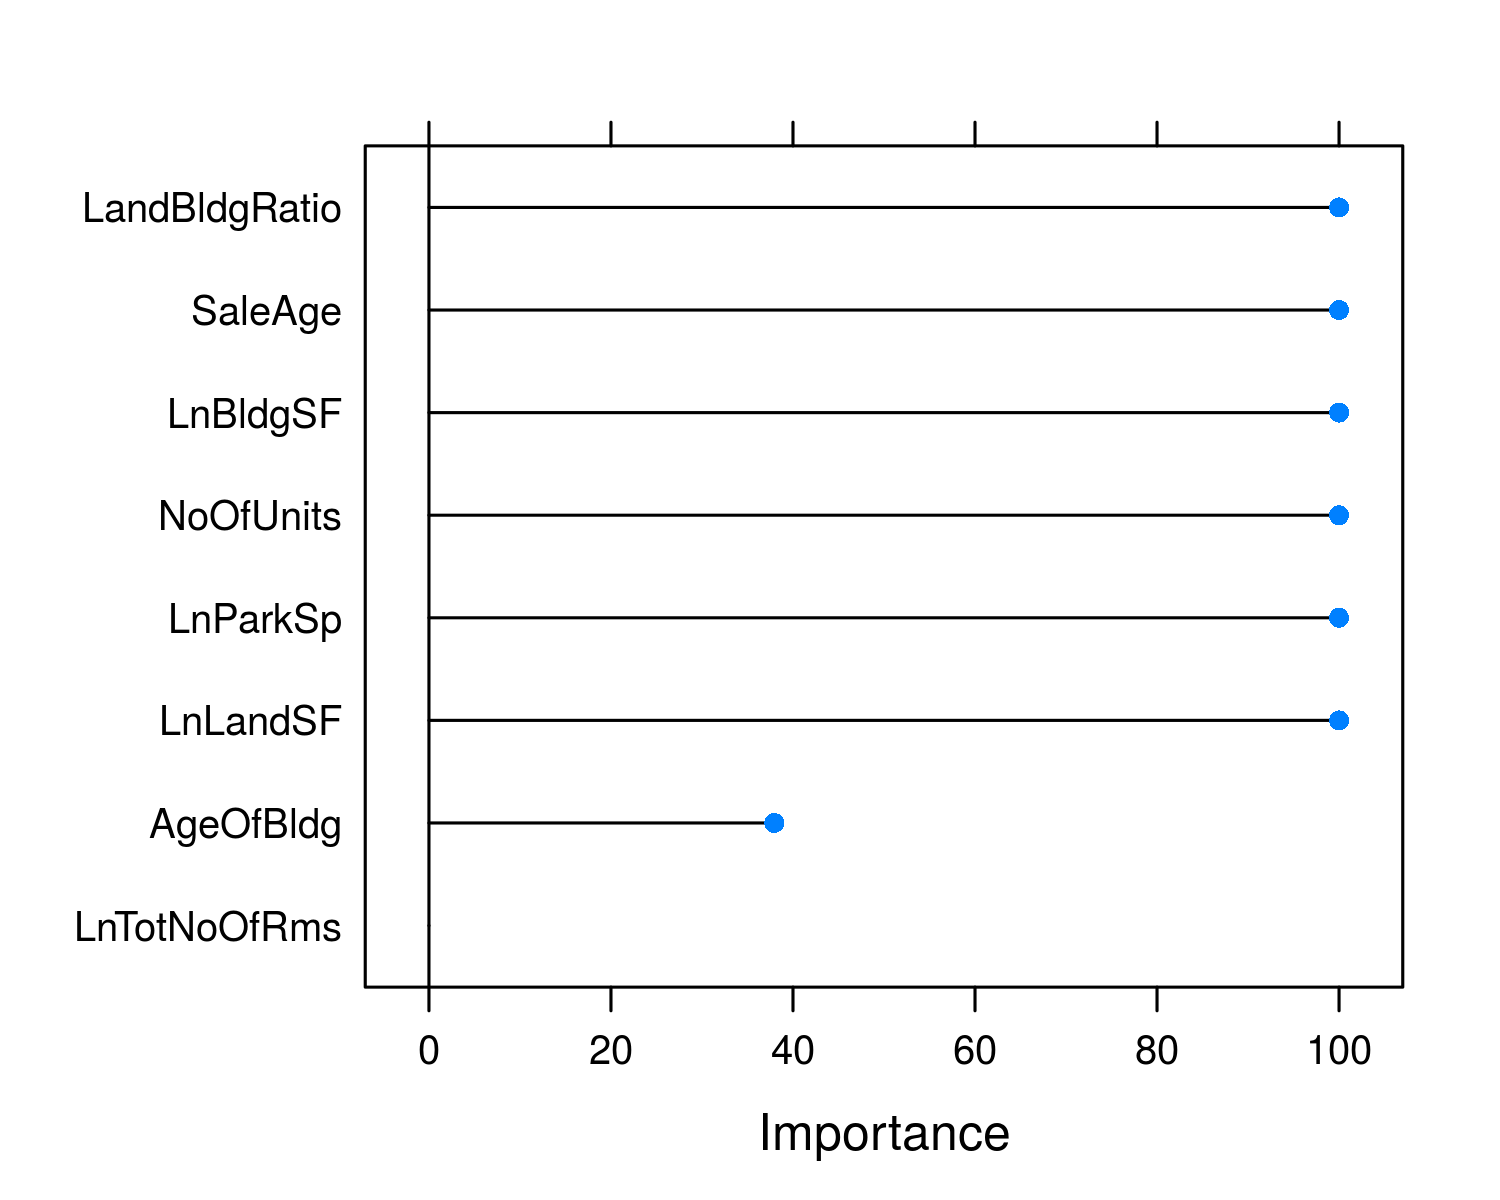 LandBldgRatio
SaleAge
LnBldgSF
NoOfUnits
LnParkSp
LnLandSF
AgeOfBldg
LnTotNoOfRms
0 20 40 60 80 100
Importance